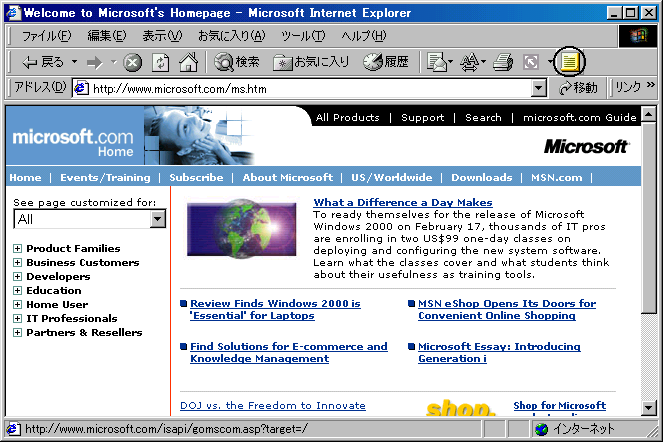 Welcome to Microsoft's Homepage - Microsoft Internet Explorer
ファイル(F) 編集(E) 表示(V) お気に入り(A) ツール(T) ヘルプ(H)
戻る 検索 お気に入り 履歴
アドレス(D) http://www.microsoft.com/ms.htm 移動 リンク »
All Products | Support | Search | microsoft.com Guide
microsoft.com
Home
Microsoft
Home | Events/Training | Subscribe | About Microsoft | US/Worldwide | Downloads | MSN.com |
See page customized for:
All
Product Families
Business Customers
Developers
Education
Home User
IT Professionals
Partners & Resellers
What a Difference a Day Makes
To ready themselves for the release of Microsoft
Windows 2000 on February 17, thousands of IT pros
are enrolling in two US$99 one-day classes on
deploying and configuring the new system software.
Learn what the classes cover and what students think
about their usefulness as training tools.
Review Finds Windows 2000 is
'Essential' for Laptops
MSN eShop Opens Its Doors for
Convenient Online Shopping
Find Solutions for E-commerce and
Knowledge Management
Microsoft Essay: Introducing
Generation i
DOJ vs. the Freedom to Innovate
shop.
Shop for Microsoft
http://www.microsoft.com/isapi/gomscom.asp?target=/
インターネット